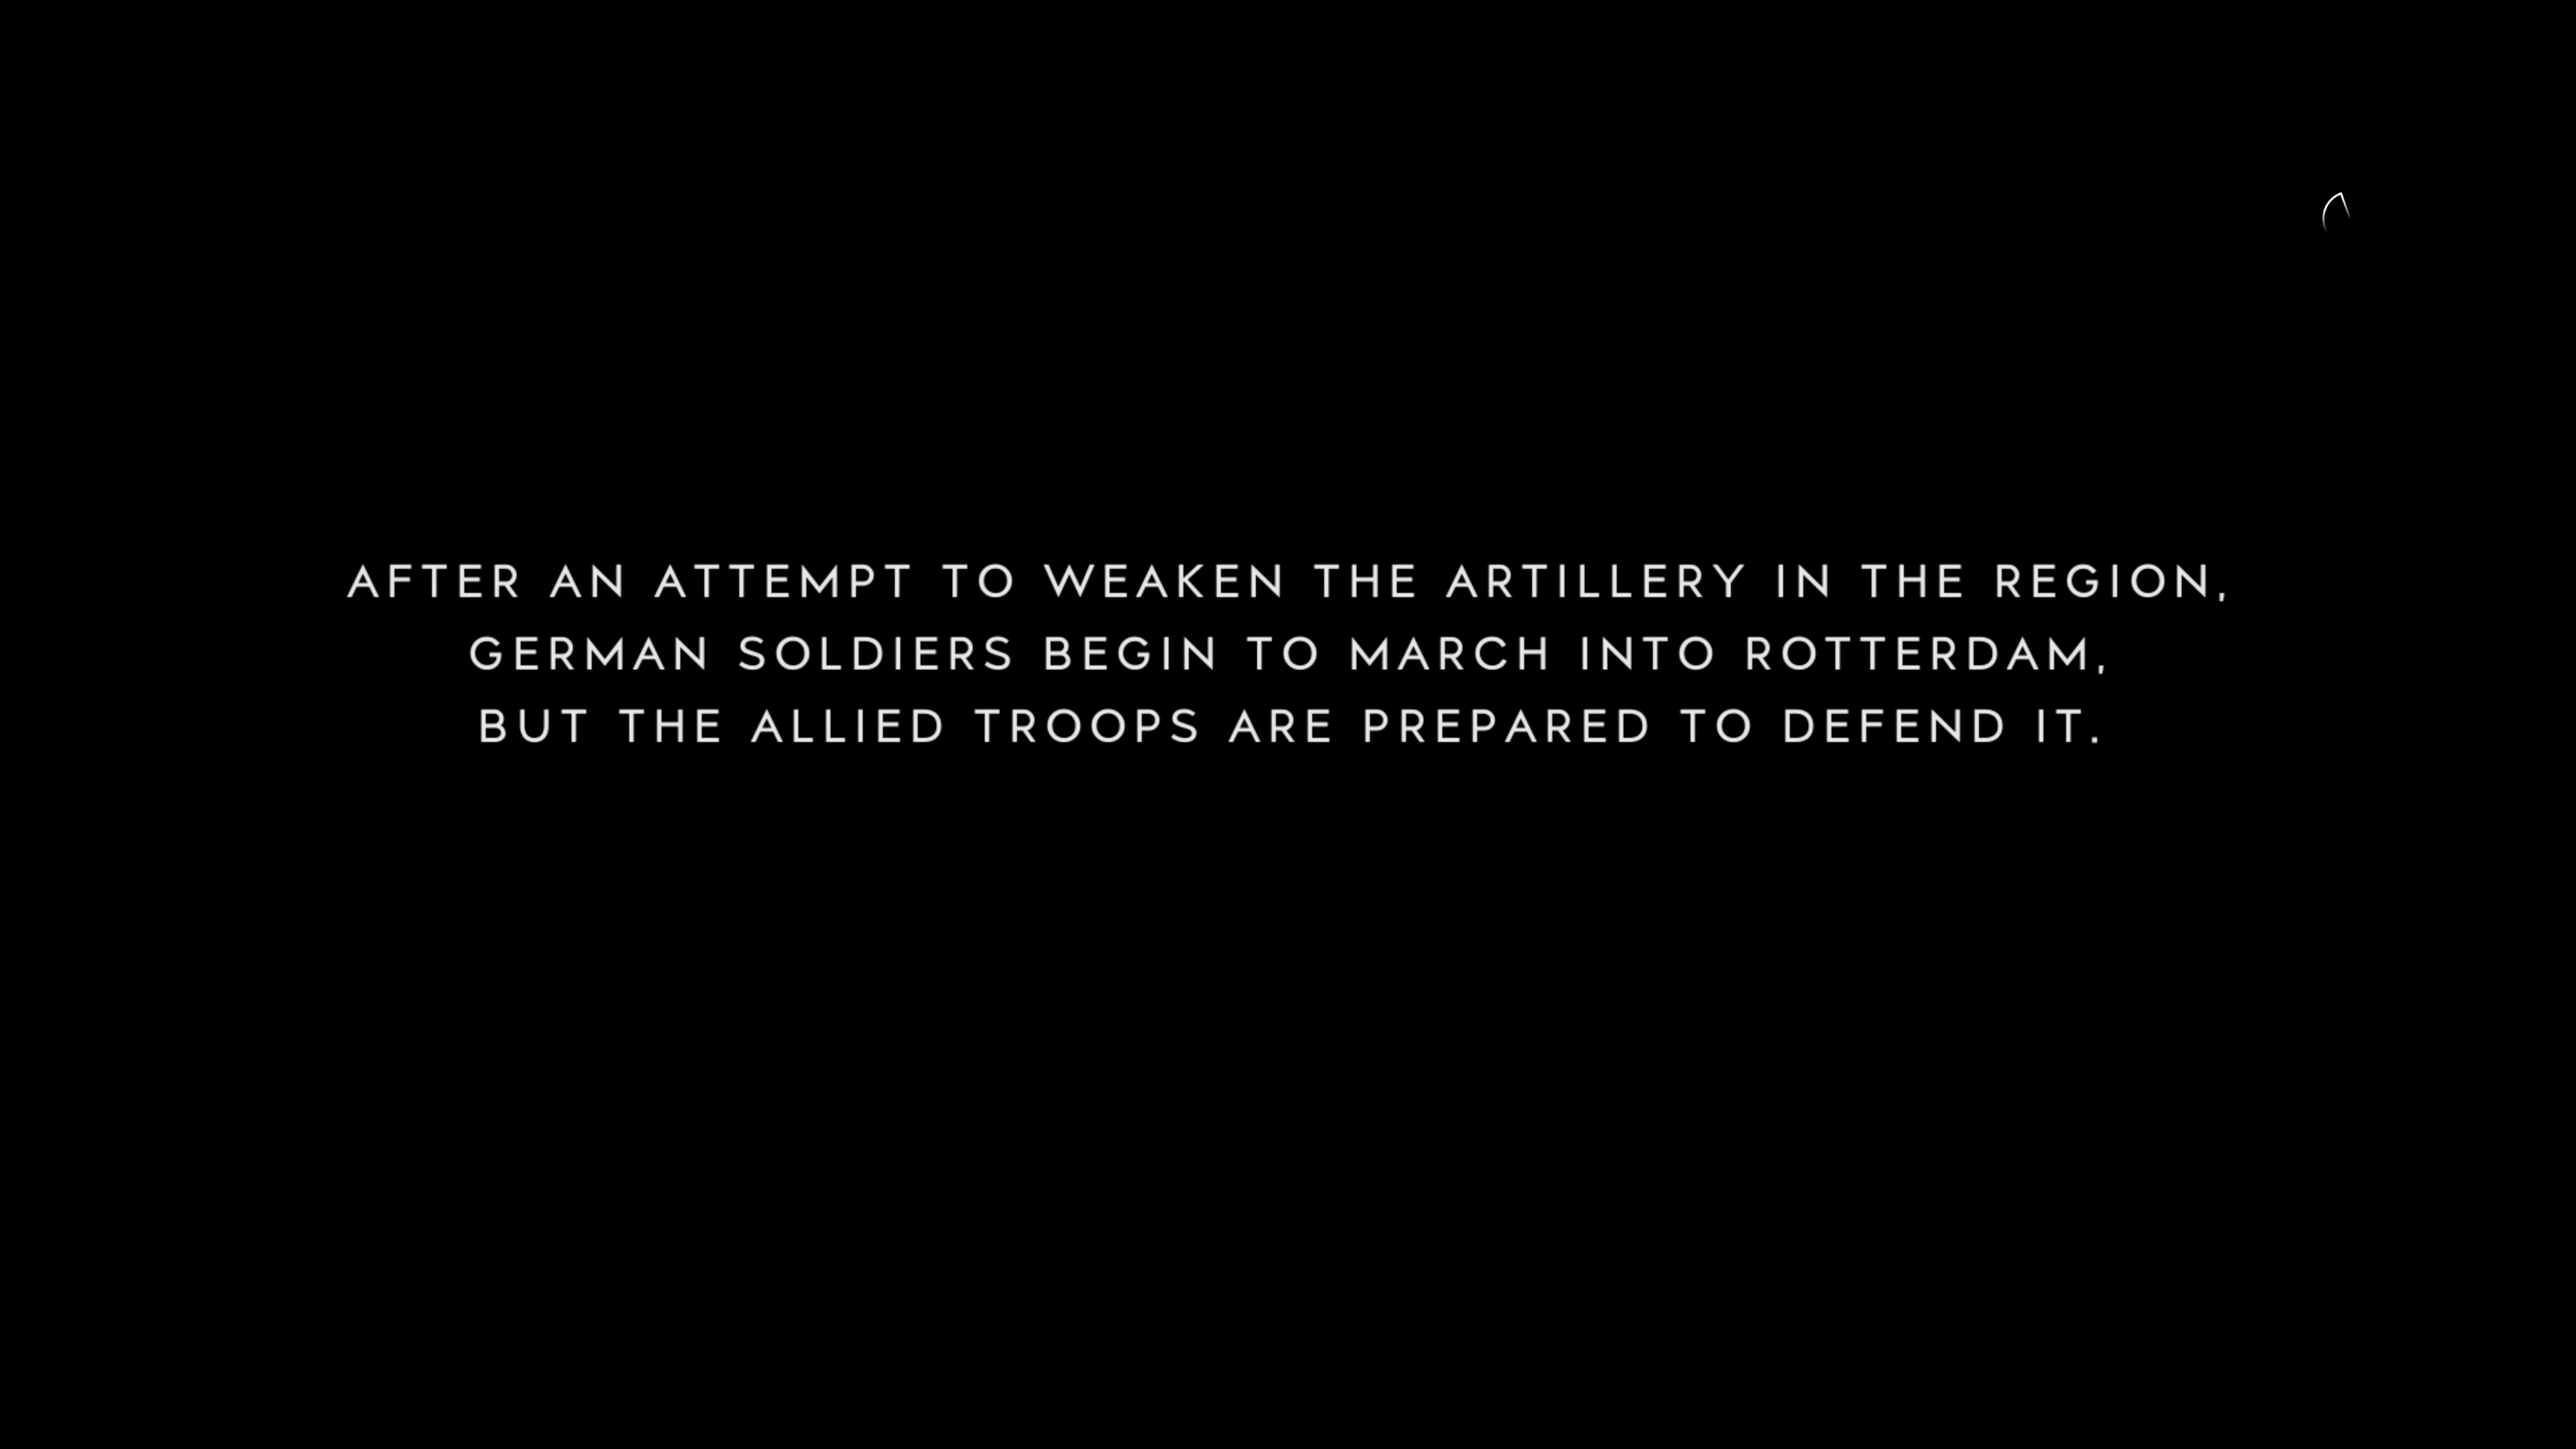 AFTER AN ATTEMPT TO WEAKEN THE ARTILLERY IN THE REGION,
GERMAN SOLDIERS BEGIN TO MARCH INTO ROTTERDAM,
BUT THE ALLIED TROOPS ARE PREPARED TO DEFEND IT.